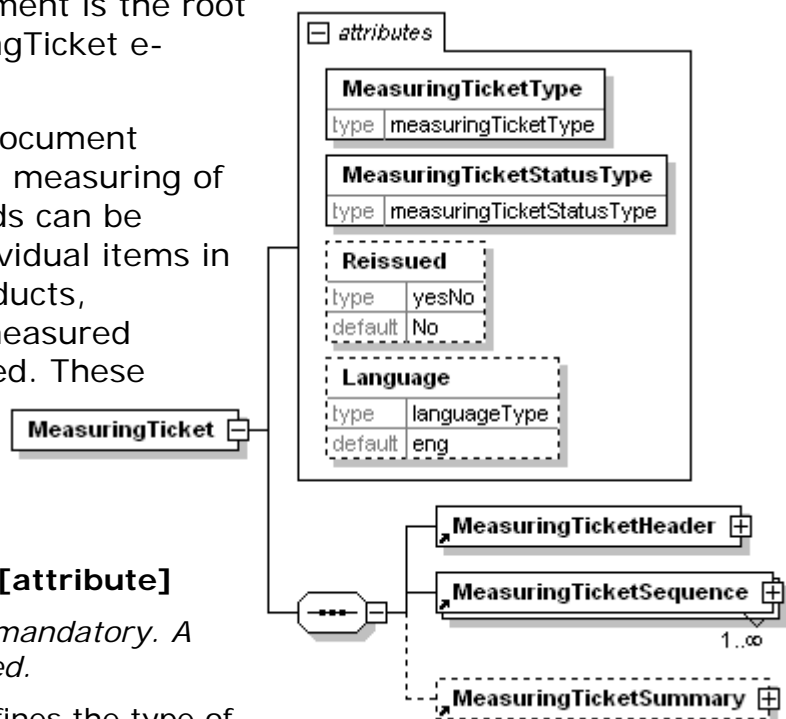 ment is the root
ngTicket e-
ocument
measuring of
ds can be
vidual items in
ducts,
neasured
ed. These
[attribute]
mandatory. A
ed.
fines the type of
attributes
MeasuringTicketType
type measuringTicketType
MeasuringTicketStatusType
type measuringTicketStatusType
Reissued
type yesNo
default No
Language
type languageType
default eng
MeasuringTicket
MeasuringTicketHeader
MeasuringTicketSequence
1..∞
MeasuringTicketSummary